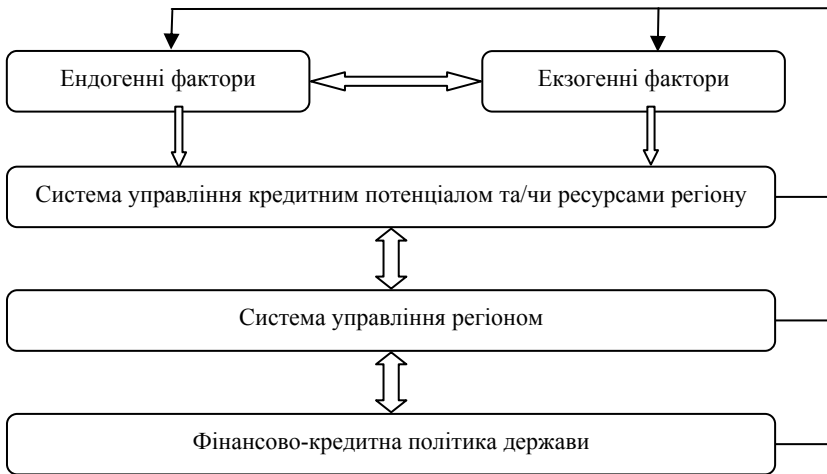 Ендогенні фактори
Екзогенні фактори
Система управління кредитним потенціалом та/чи ресурсами регіону
Система управління регіоном
Фінансово-кредитна політика держави